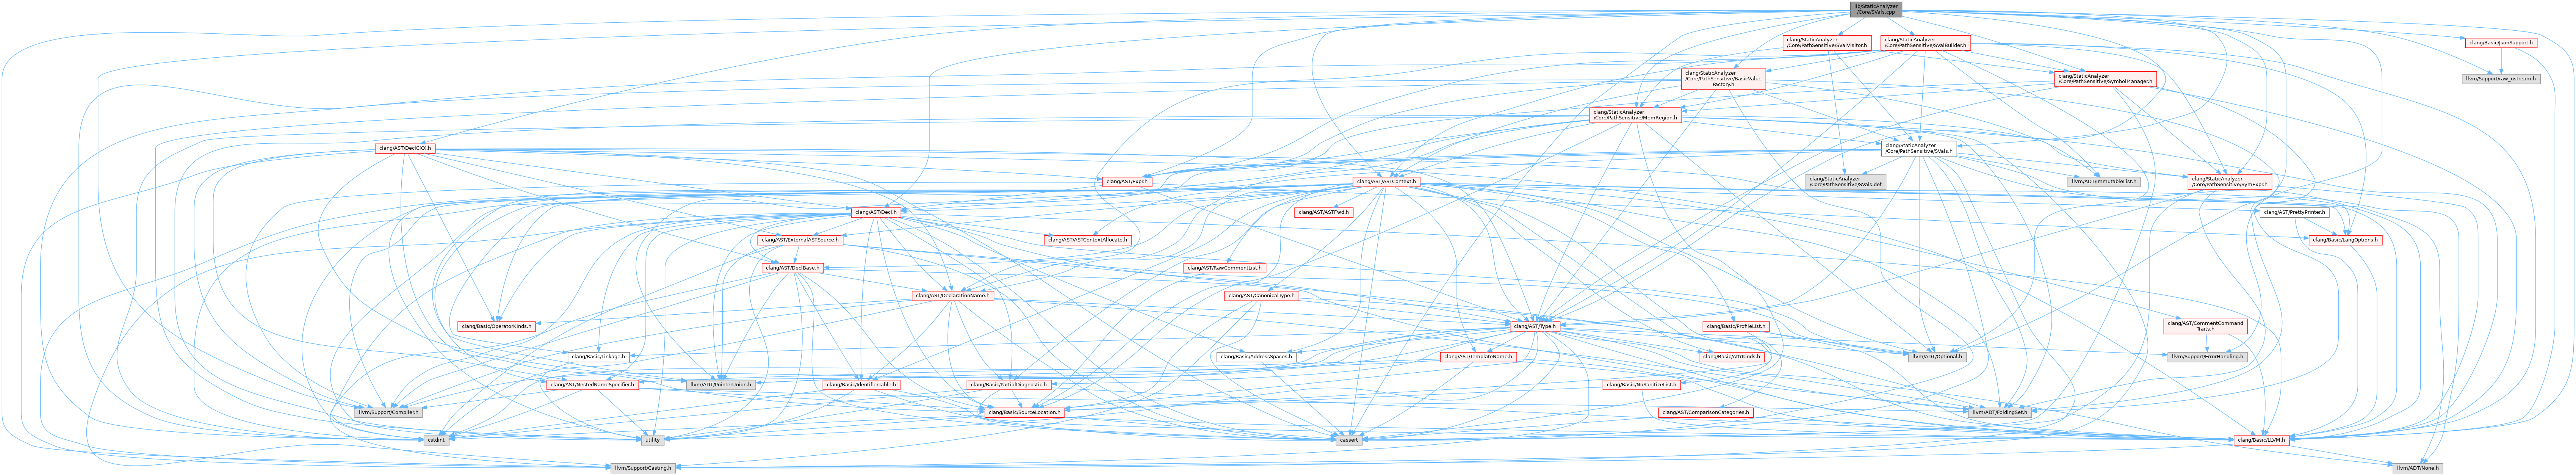 lib/StaticAnalyzer
/Core/SVals.cpp
clang/StaticAnalyzer
/Core/PathSensitive/SValVisitor.h
clang/StaticAnalyzer
/Core/PathSensitive/SValBuilder.h
clang/Basic/JsonSupport.h
clang/StaticAnalyzer
/Core/PathSensitive/BasicValue
Factory.h
clang/StaticAnalyzer
/Core/PathSensitive/SymbolManager.h
llvm/Support/raw_ostream.h
clang/StaticAnalyzer
/Core/PathSensitive/MemRegion.h
clang/AST/DeclCXX.h
clang/StaticAnalyzer
/Core/PathSensitive/SVals.h
clang/AST/Expr.h
clang/AST/ASTContext.h
clang/StaticAnalyzer
/Core/PathSensitive/SVals.def
llvm/ADT/ImmutableList.h
clang/StaticAnalyzer
/Core/PathSensitive/SymExpr.h
clang/AST/Decl.h
clang/AST/ASTFwd.h
clang/AST/PrettyPrinter.h
clang/AST/ExternalASTSource.h
clang/AST/ASTContextAllocate.h
clang/Basic/LangOptions.h
clang/AST/DeclBase.h
clang/AST/RawCommentList.h
clang/AST/DeclarationName.h
clang/AST/CanonicalType.h
clang/Basic/OperatorKinds.h
clang/AST/Type.h
clang/Basic/ProfileList.h
clang/AST/CommentCommand
Traits.h
clang/Basic/Linkage.h
clang/Basic/AddressSpaces.h
clang/AST/TemplateName.h
clang/Basic/AttrKinds.h
llvm/ADT/Optional.h
llvm/Support/ErrorHandling.h
clang/AST/NestedNameSpecifier.h
llvm/ADT/PointerUnion.h
clang/Basic/IdentifierTable.h
clang/Basic/PartialDiagnostic.h
clang/Basic/NoSanitizeList.h
llvm/Support/Compiler.h
clang/Basic/SourceLocation.h
clang/AST/ComparisonCategories.h
llvm/ADT/FoldingSet.h
cstdint
utility
cassert
clang/Basic/LLVM.h
llvm/Support/Casting.h
llvm/ADT/None.h